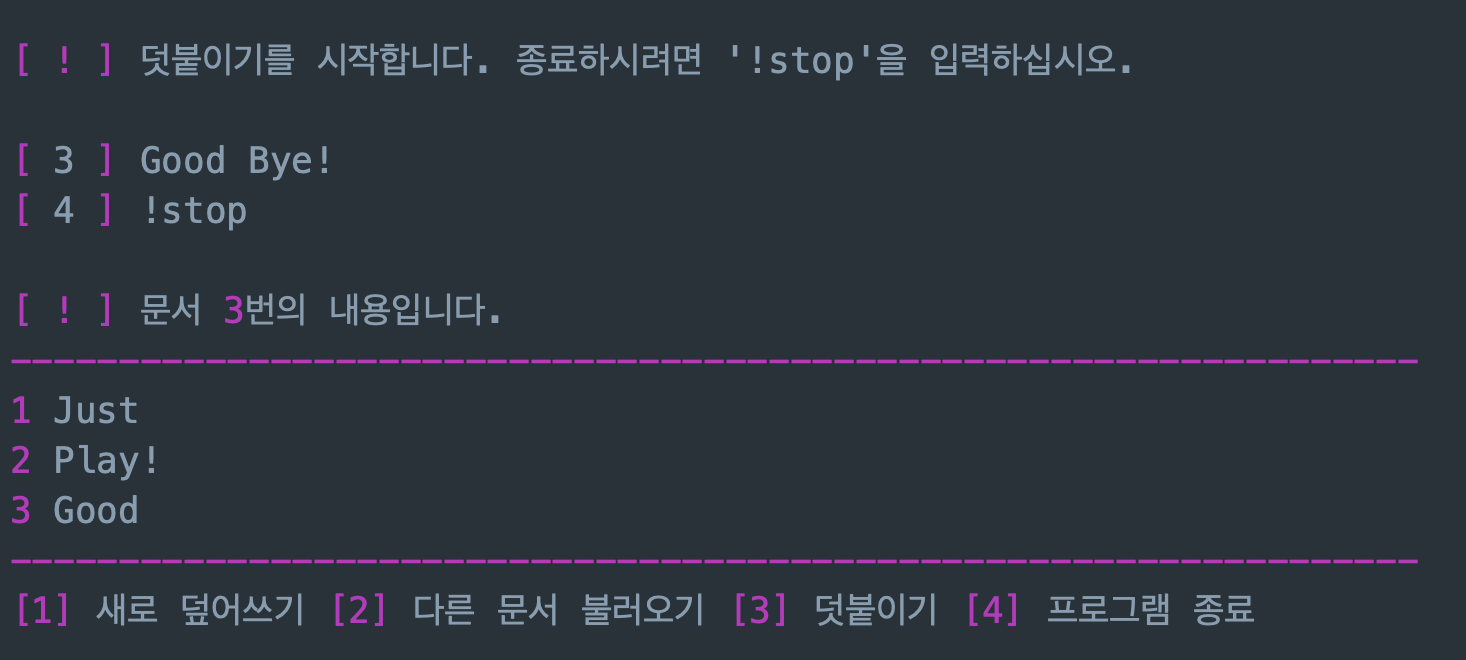 [ ! ] 덧붙이기를 시작합니다. 종료하시려면 '!stop'을 입력하십시오.
[ 3 ] Good Bye!
[ 4 ] !stop
[ ! ] 문서 3번의 내용입니다.
-----------------------------------------------------------------
1 Just
2 Play!
3 Good
-----------------------------------------------------------------
[1] 새로 덮어쓰기 [2] 다른 문서 불러오기 [3] 덧붙이기 [4] 프로그램 종료